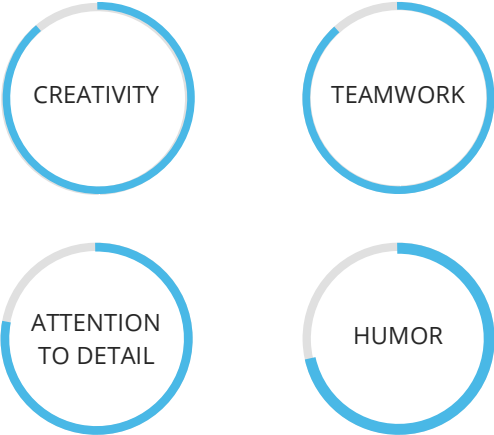 CREATIVITY
TEAMWORK
ATTENTION
TO DETAIL
HUMOR